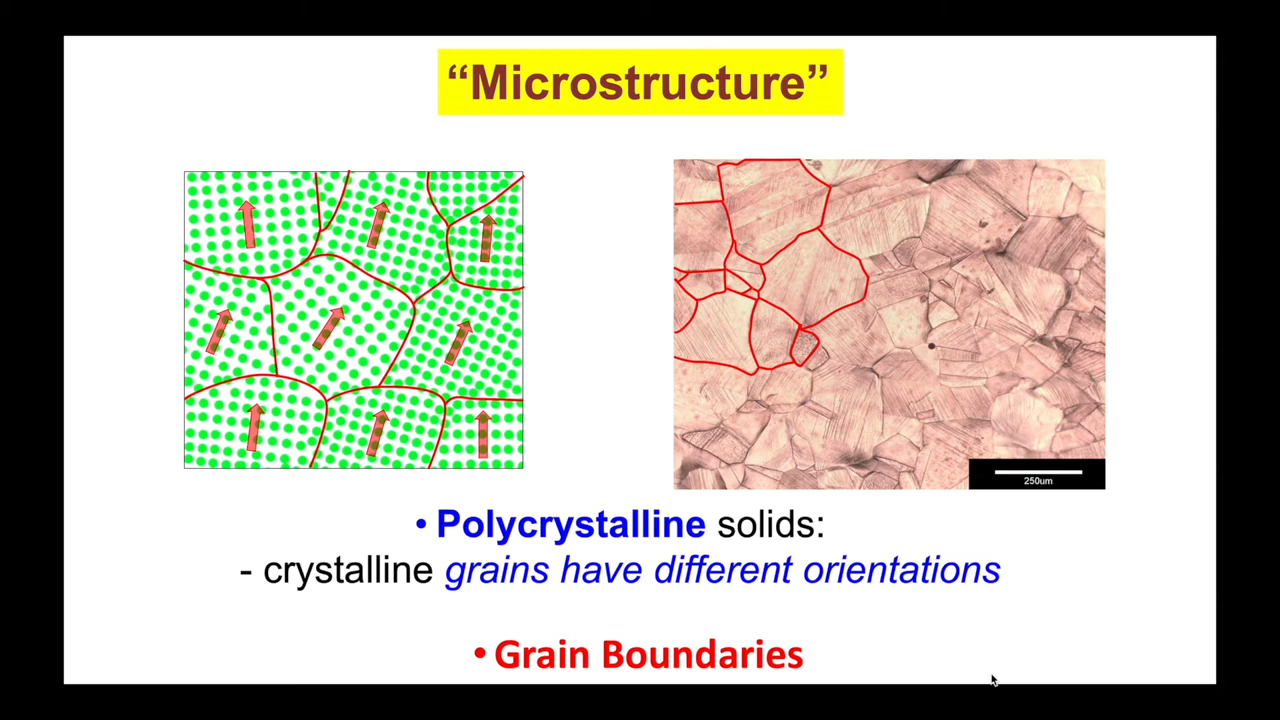 “Microstructure”
250um
• Polycrystalline solids:
- crystalline grains have different orientations
• Grain Boundaries